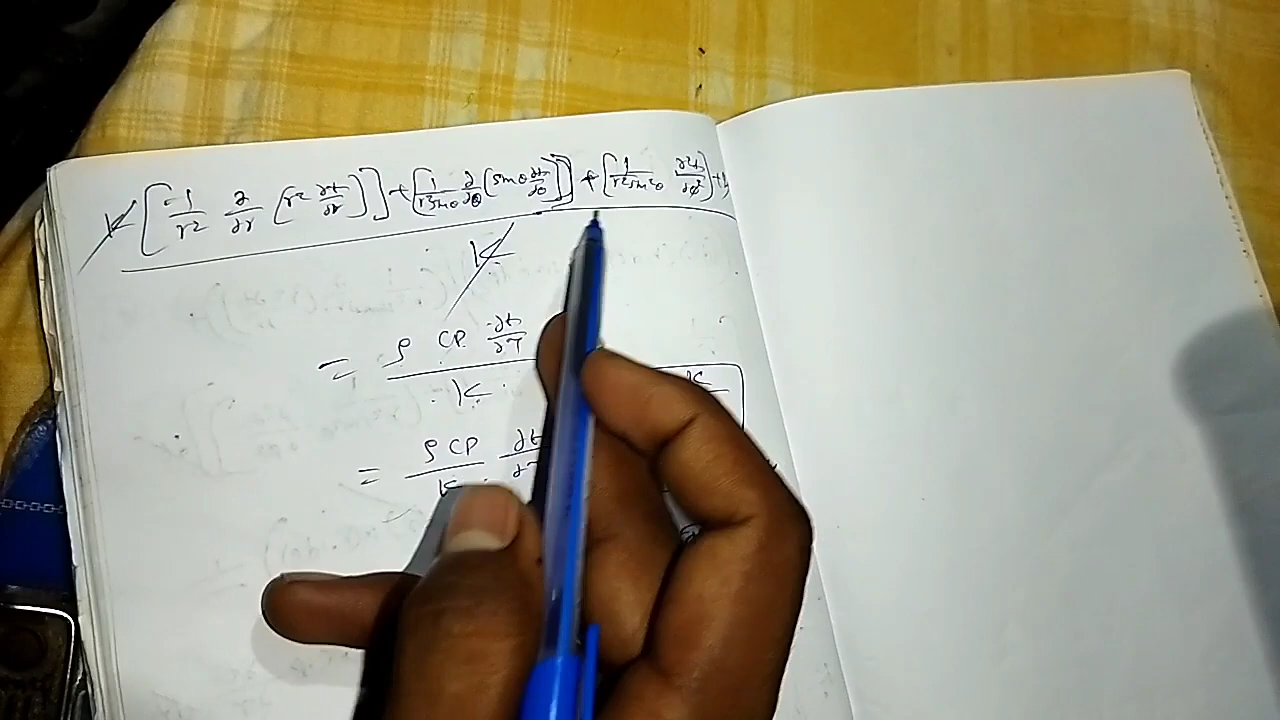 K [1/r² ∂/∂r (r² ∂t/∂r)] + [1/r² sinθ ∂/∂θ (sinθ ∂t/∂θ)] + [1/r² sin²θ ∂²t/∂φ²] +
K
= ρ CP ∂t/∂T / K
K
= ρ CP / K ∂t/∂T